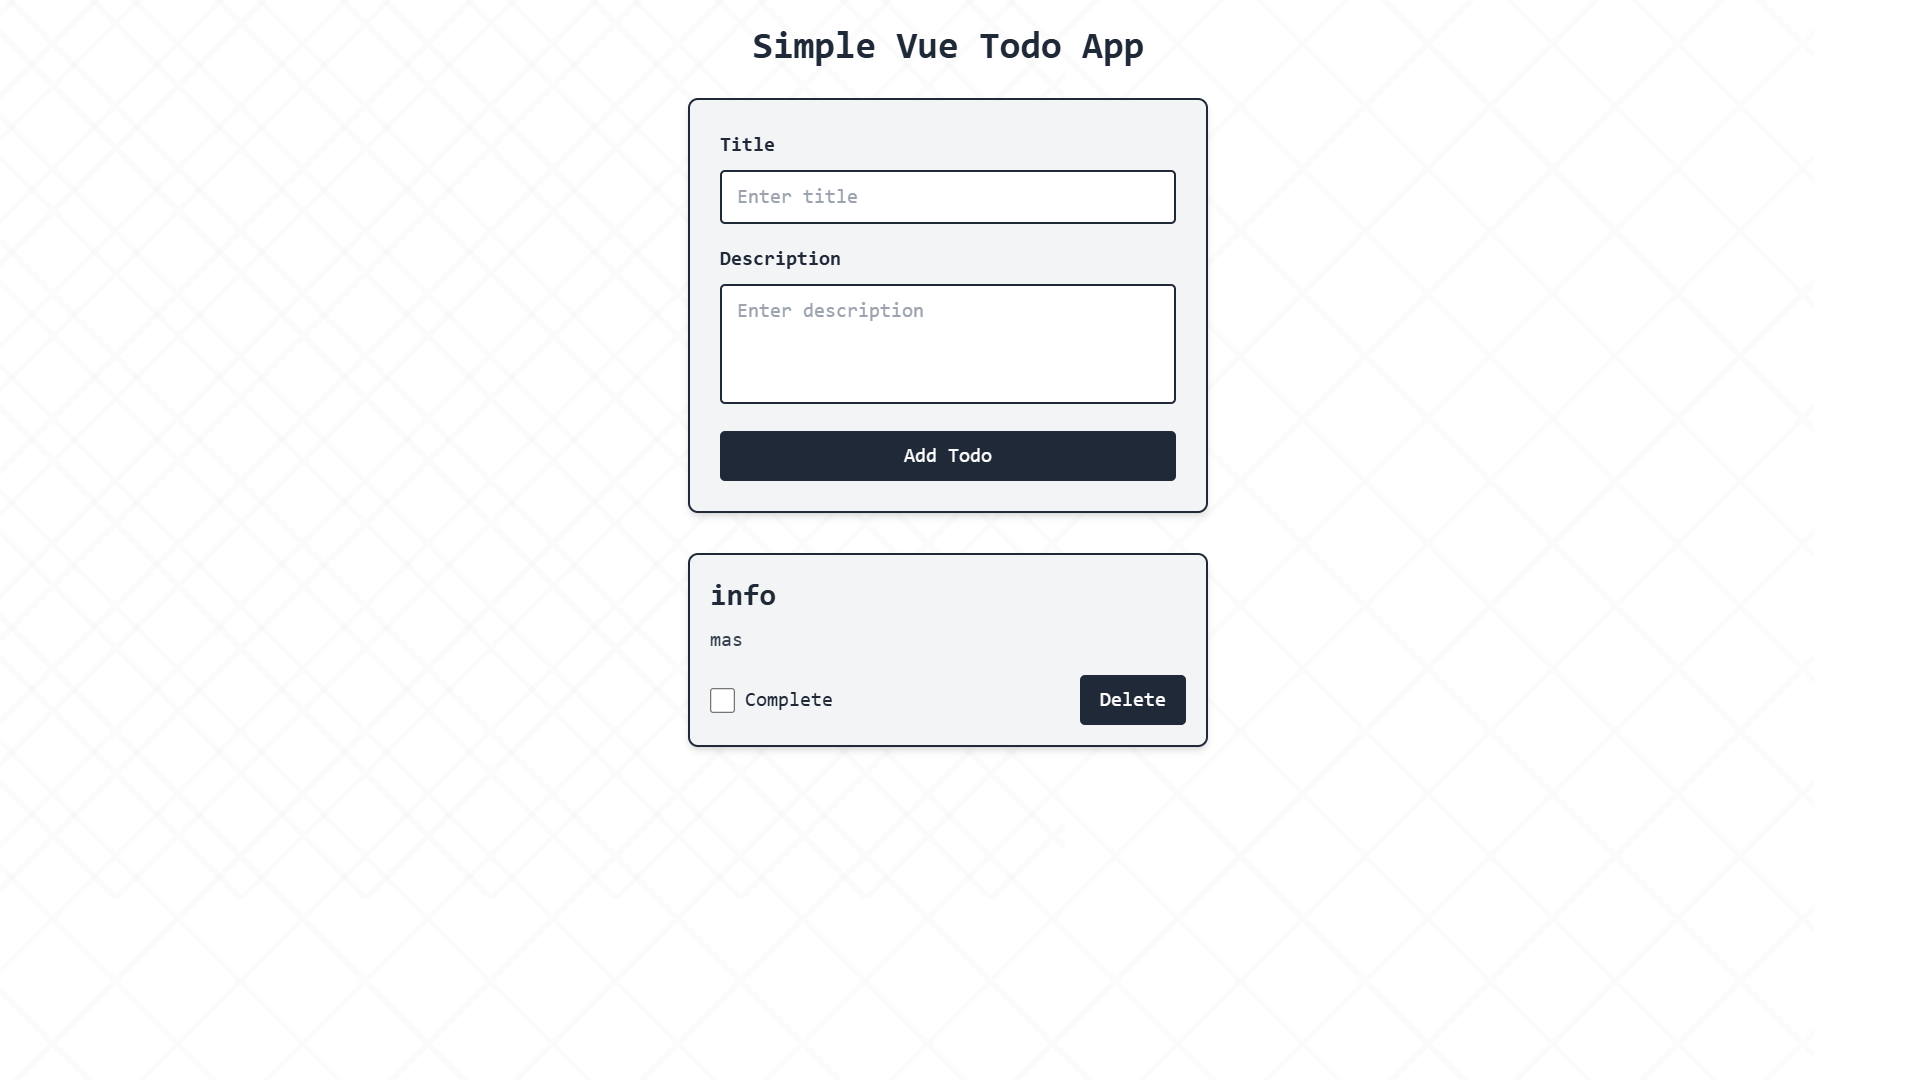 Simple Vue Todo App
Title
Enter title
Description
Enter description
Add Todo
info
mas
Complete
Delete